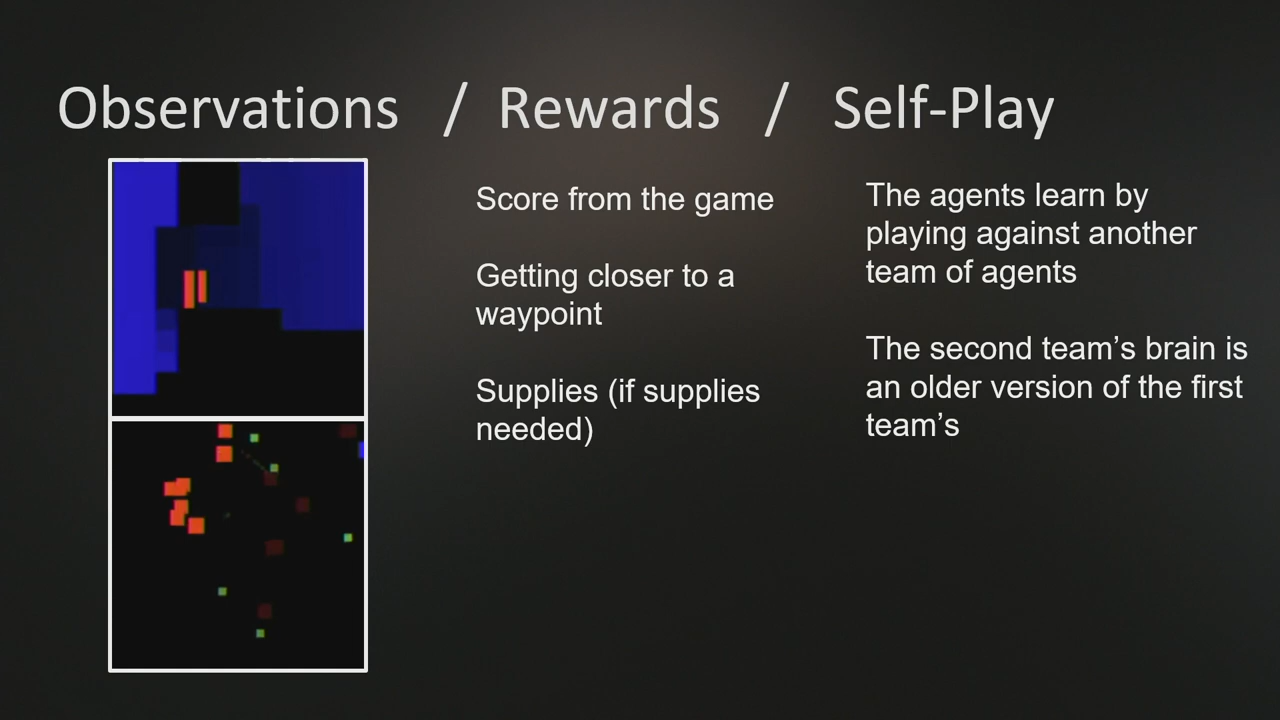 Observations / Rewards / Self-Play
Score from the game
Getting closer to a
waypoint
Supplies (if supplies
needed)
The agents learn by
playing against another
team of agents
The second team’s brain is
an older version of the first
team’s